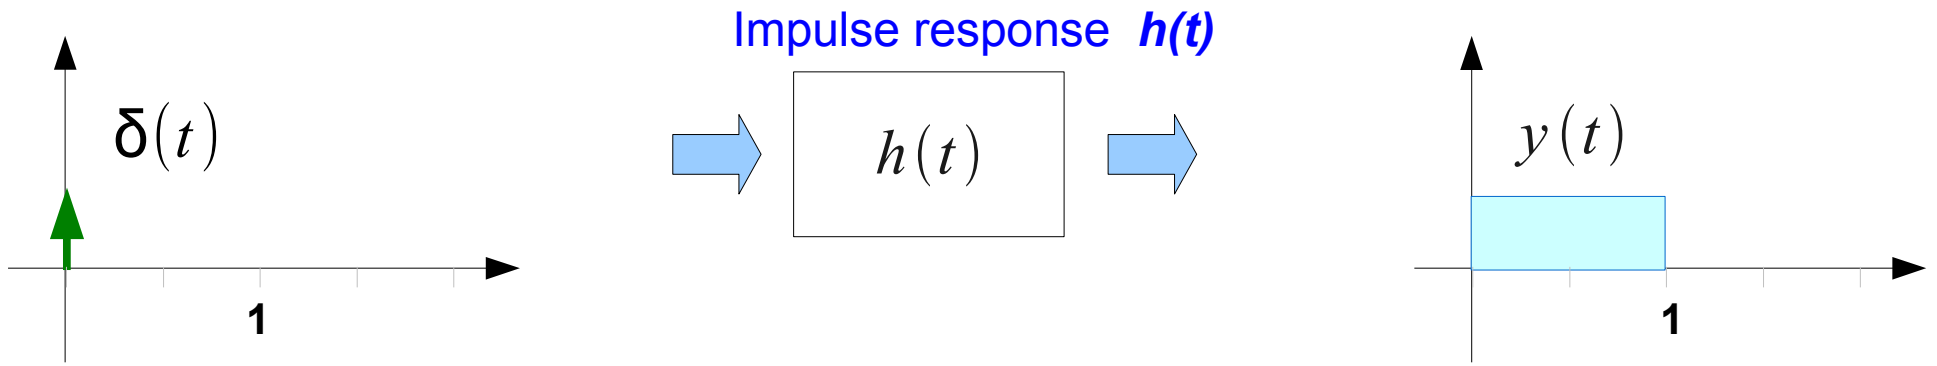 Impulse response h(t)
δ(t)
h(t)
y(t)
1
1